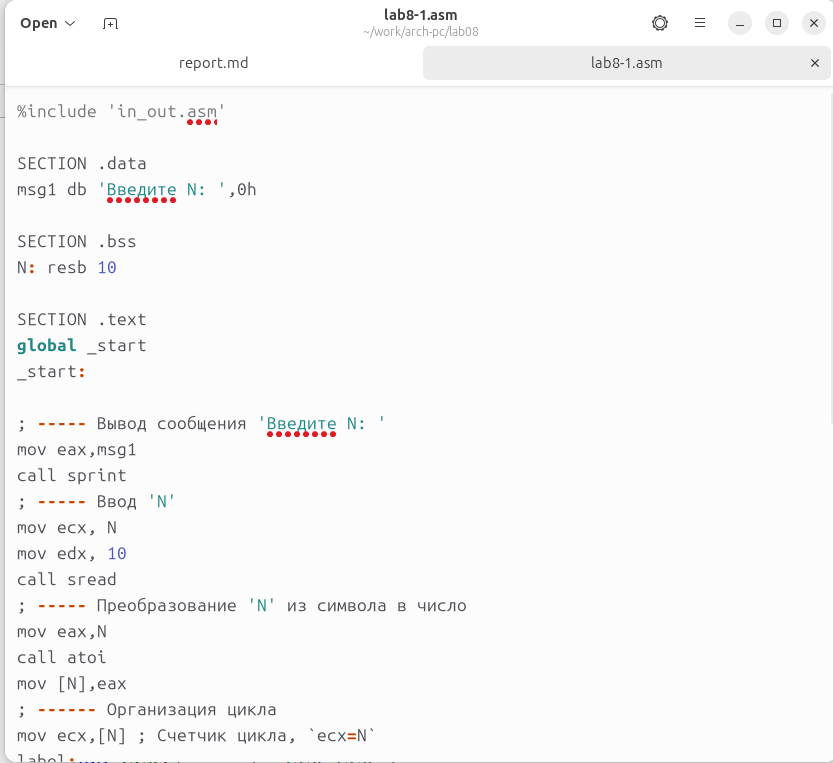 Open
lab8-1.asm
~/work/arch-pc/lab08
report.md
lab8-1.asm
%include 'in_out.asm'
SECTION .data
msg1 db 'Введите N: ',0h
SECTION .bss
N: resb 10
SECTION .text
global _start
_start:
; ----- Вывод сообщения 'Введите N: '
mov eax,msg1
call sprint
; ----- Ввод 'N'
mov ecx, N
mov edx, 10
call sread
; ----- Преобразование 'N' из символа в число
mov eax,N
call atoi
mov [N],eax
; ------ Организация цикла
mov ecx,[N] ; Счетчик цикла, `ecx=N`
label: